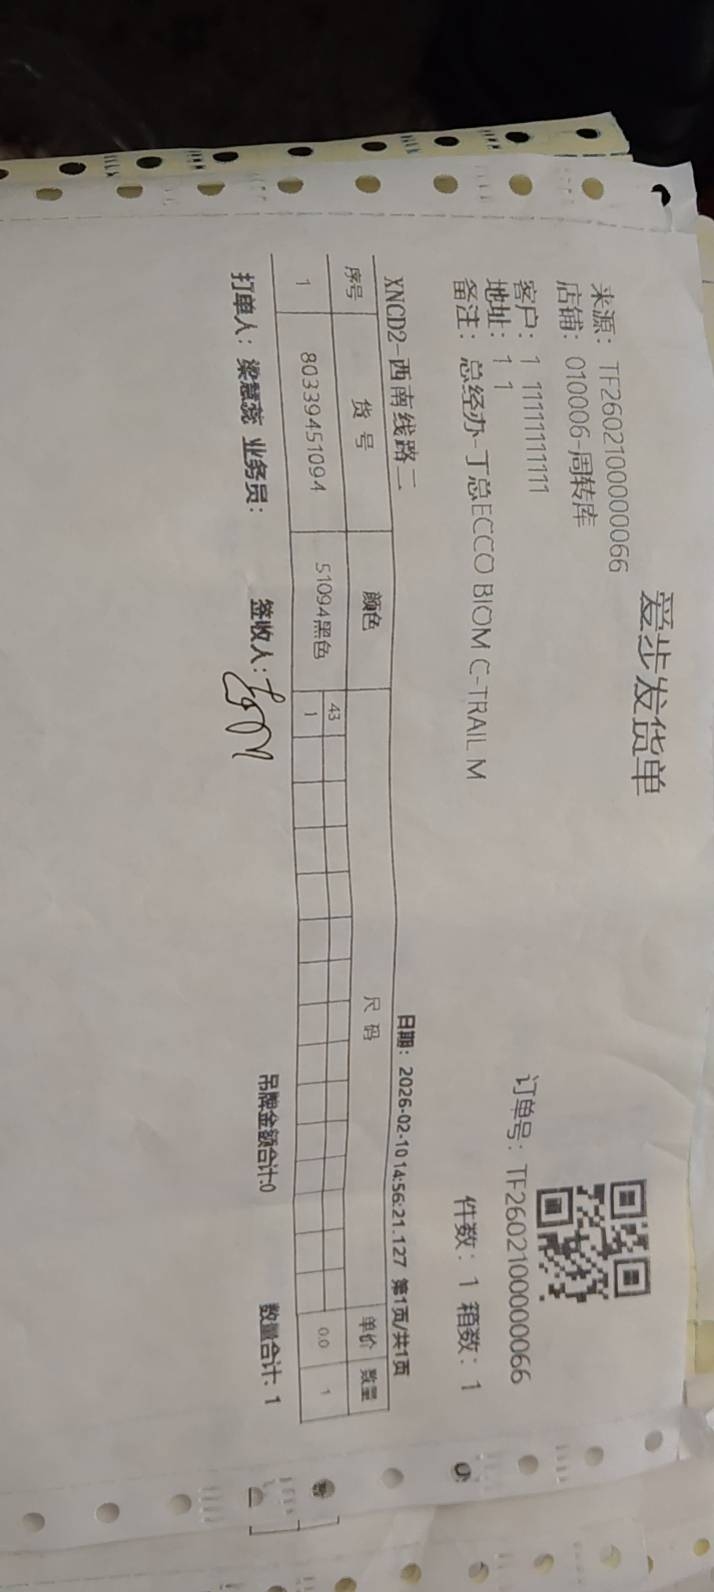 爱步发货单
来源：TF26021000000066
店铺：010006-周转库
订单号：TF26021000000066
客户：1 11111111111
地址：1 1
件数：1 箱数：1
备注：总经办-丁总ECCO BIOM C-TRAIL M
XNCD2-西南线路二 日期：2026-02-10 14:56:21.127 第1页/共1页
序号 货号 颜色 尺码 单价 数量
43
1 80339451094 51094黑色 1 0.0 1
打单人：梁慧蕊 业务员： 签收人： 吊牌金额合计:0 数量合计: 1